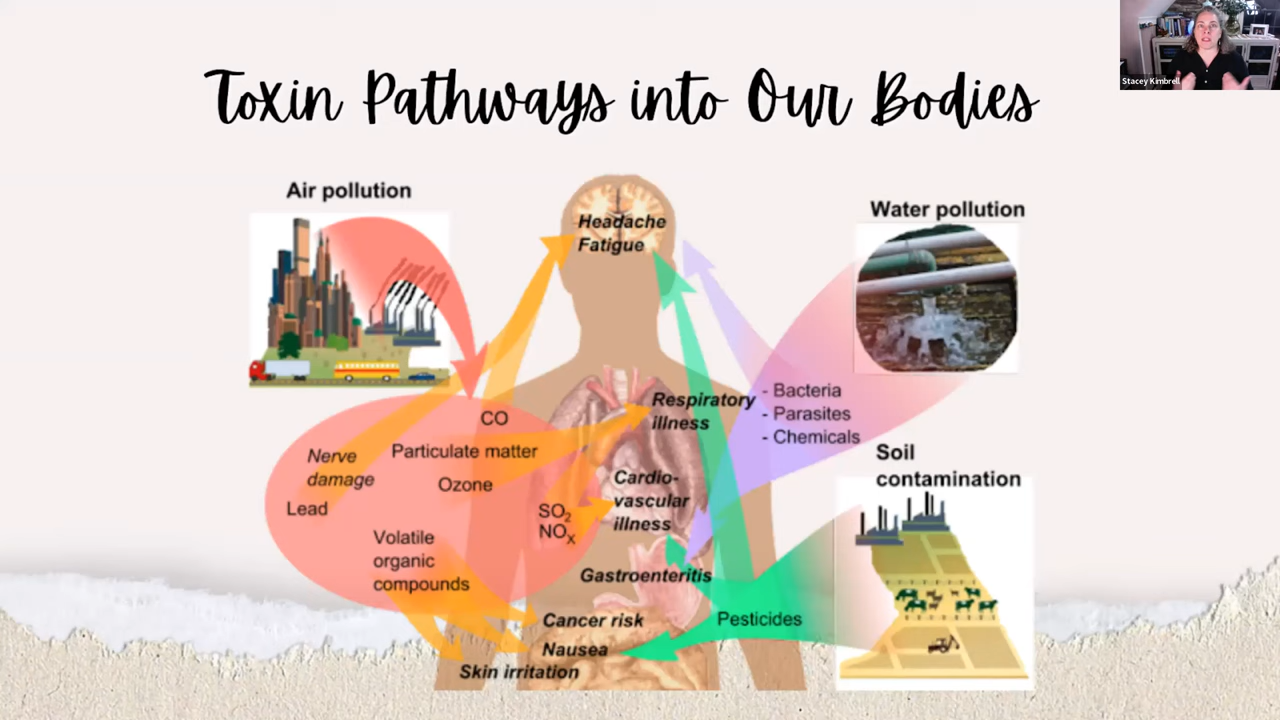 Stacey Kimbrell
Toxin Pathways into Our Bodies
Air pollution
Water pollution
Headache
Fatigue
Respiratory
illness
- Bacteria
- Parasites
- Chemicals
CO
Particulate matter
Nerve
damage
Ozone
Lead
SO2
NOX
Cardio-
vascular
illness
Soil
contamination
Volatile
organic
compounds
Gastroenteritis
Pesticides
Cancer risk
Nausea
Skin irritation